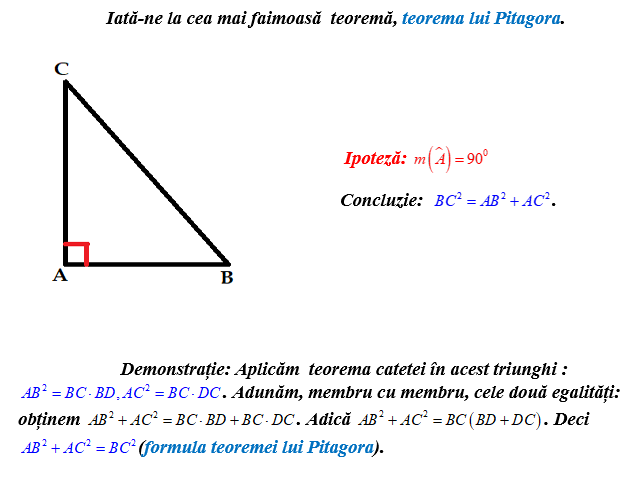 Iată-ne la cea mai faimoasă teoremă, teorema lui Pitagora.
C
Ipoteză: m(Â) = 90⁰
Concluzie: BC² = AB² + AC².
A
B
Demonstrație: Aplicăm teorema catetei în acest triunghi :
AB² = BC · BD, AC² = BC · DC. Adunăm, membru cu membru, cele două egalități:
obținem AB² + AC² = BC · BD + BC · DC. Adică AB² + AC² = BC(BD + DC). Deci
AB² + AC² = BC² (formula teoremei lui Pitagora).